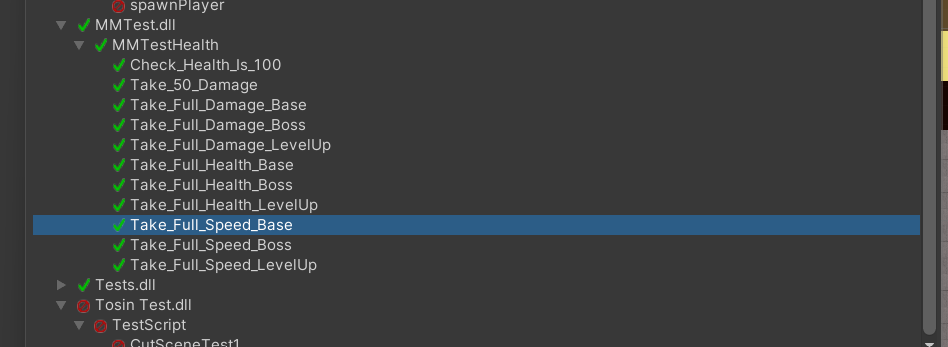 spawnPlayer
MMTest.dll
MMTestHealth
Check_Health_Is_100
Take_50_Damage
Take_Full_Damage_Base
Take_Full_Damage_Boss
Take_Full_Damage_LevelUp
Take_Full_Health_Base
Take_Full_Health_Boss
Take_Full_Health_LevelUp
Take_Full_Speed_Base
Take_Full_Speed_Boss
Take_Full_Speed_LevelUp
Tests.dll
Tosin Test.dll
TestScript
CutSceneTest1